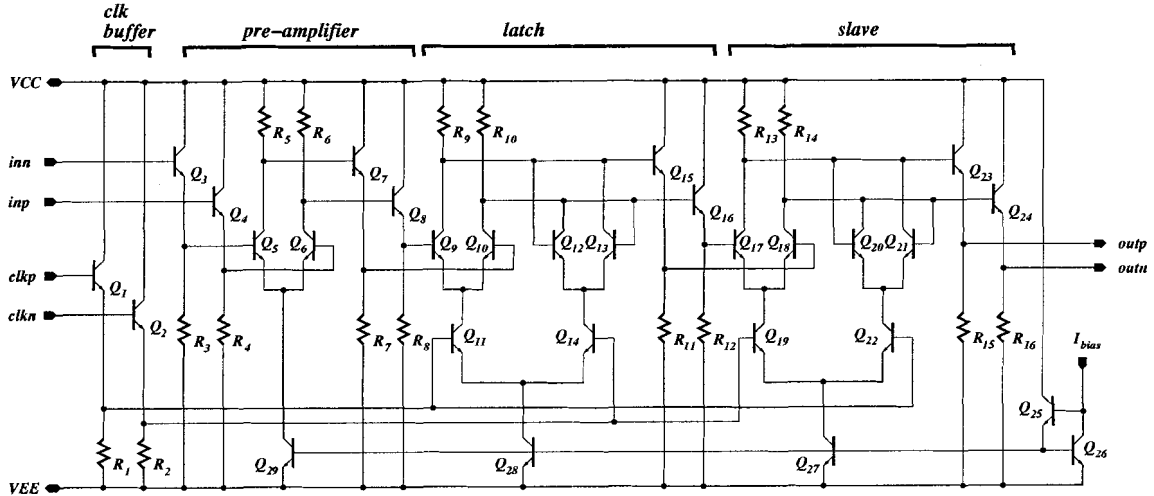 clk
buffer
pre-amplifier
latch
slave
VCC
R5
R6
R9
R10
R13
R14
inn
Q3
Q7
Q15
Q23
inp
Q4
Q8
Q16
Q24
Q5
Q6
Q9
Q10
Q12
Q13
Q17
Q18
Q20
Q21
outp
outn
clkp
Q1
clkn
Q2
R3
R4
R7
R8
Q11
Q14
R11
R12
Q19
Q22
R15
R16
Ibias
Q25
R1
R2
Q29
Q28
Q27
Q26
VEE